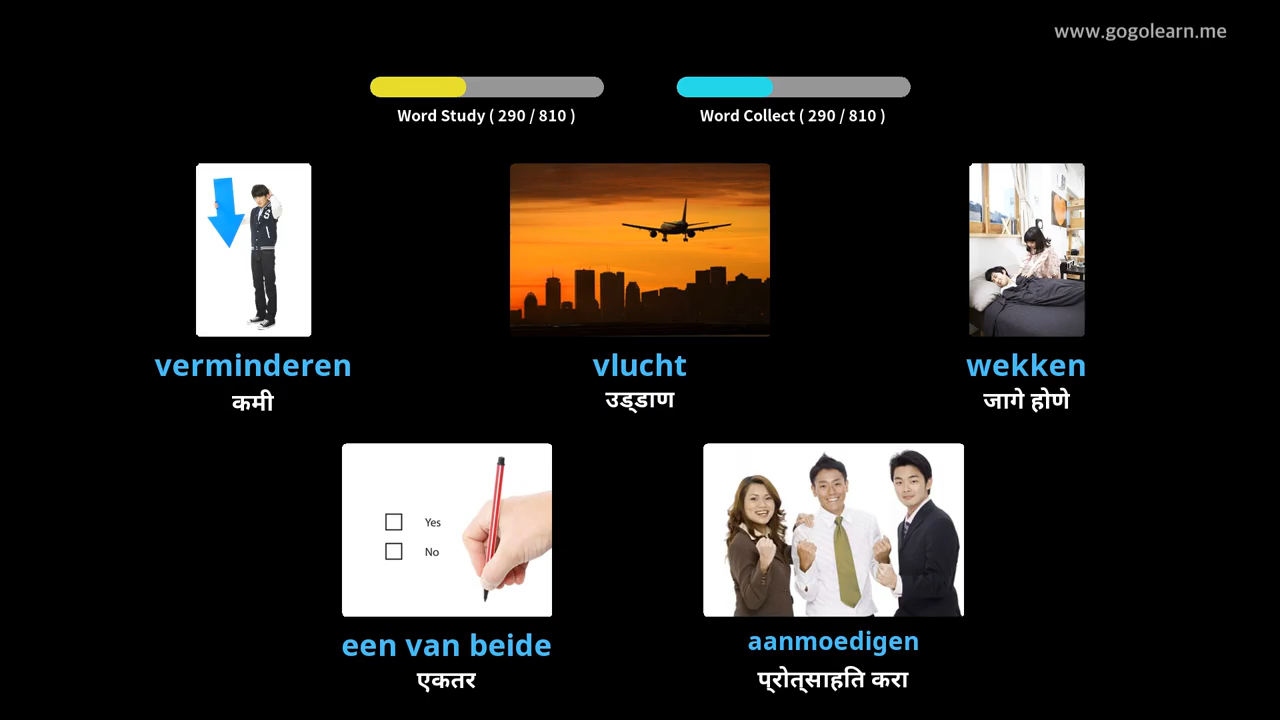 www.gogolearn.me
Word Study ( 290 / 810 )
Word Collect ( 290 / 810 )
verminderen
कमी
vlucht
उड्डाण
wekken
जागे होणे
Yes
No
een van beide
एकतर
aanmoedigen
प्रोत्साहति करा